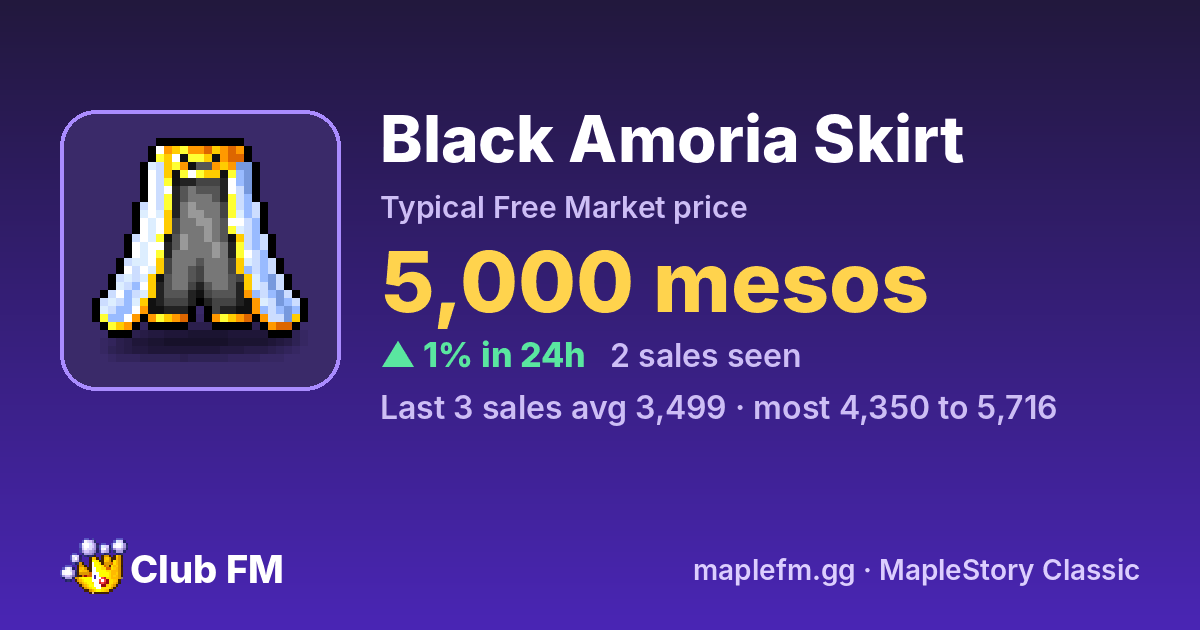 Black Amoria Skirt
Typical Free Market price
5,000 mesos
▲ 1% in 24h 2 sales seen
Last 3 sales avg 3,499 · most 4,350 to 5,716
Club FM
maplefm.gg · MapleStory Classic